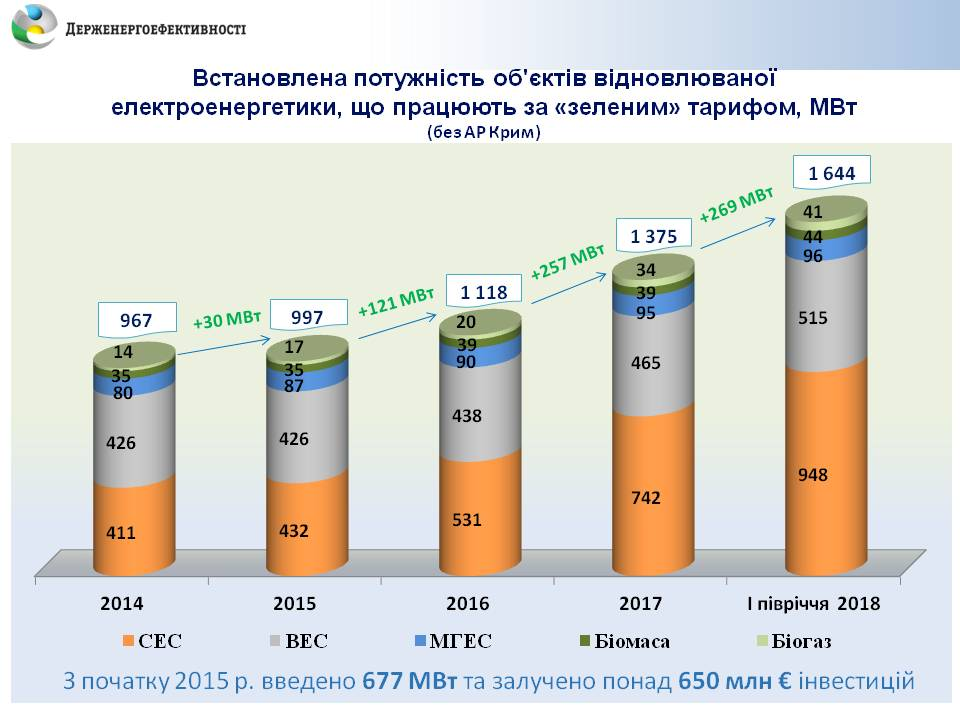 Держенергоефективності
Встановлена потужність об'єктів відновлюваної
електроенергетики, що працюють за «зеленим» тарифом, МВт
(без АР Крим)
967
+30 МВт
997
+121 МВт
1 118
+257 МВт
1 375
+269 МВт
1 644
14
35
80
426
411
17
35
87
426
432
20
39
90
438
531
34
39
95
465
742
41
44
96
515
948
2014
2015
2016
2017
І півріччя 2018
СЕС
ВЕС
МГЕС
Біомаса
Біогаз
З початку 2015 р. введено 677 МВт та залучено понад 650 млн € інвестицій